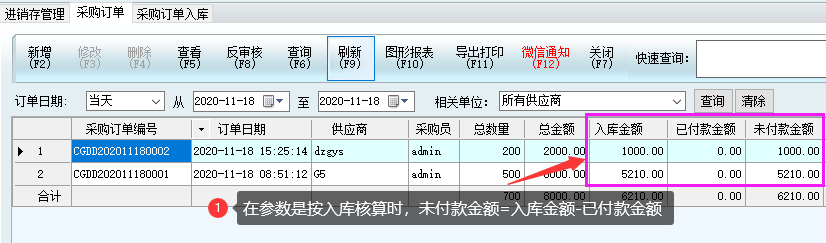 进销存管理 采购订单 采购订单入库
新增 修改 删除 查看 反审核 查询 刷新 图形报表 导出打印 微信通知 关闭 快速查询:
(F2) (F3) (F4) (F5) (F8) (F6) (F9) (F10) (F11) (F12) (F7)
订单日期: 当天 从 2020-11-18 至 2020-11-18 相关单位: 所有供应商 查询 清除
采购订单编号 订单日期 供应商 采购员 总数量 总金额 入库金额 已付款金额 未付款金额
1 CGDD202011180002 2020-11-18 15:25:14 dzgys admin 200 2000.00 1000.00 0.00 1000.00
2 CGDD202011180001 2020-11-18 08:51:12 G5 admin 500 6000.00 5210.00 0.00 5210.00
合计 700 8000.00 6210.00 0.00 6210.00
1 在参数是按入库核算时，未付款金额=入库金额-已付款金额